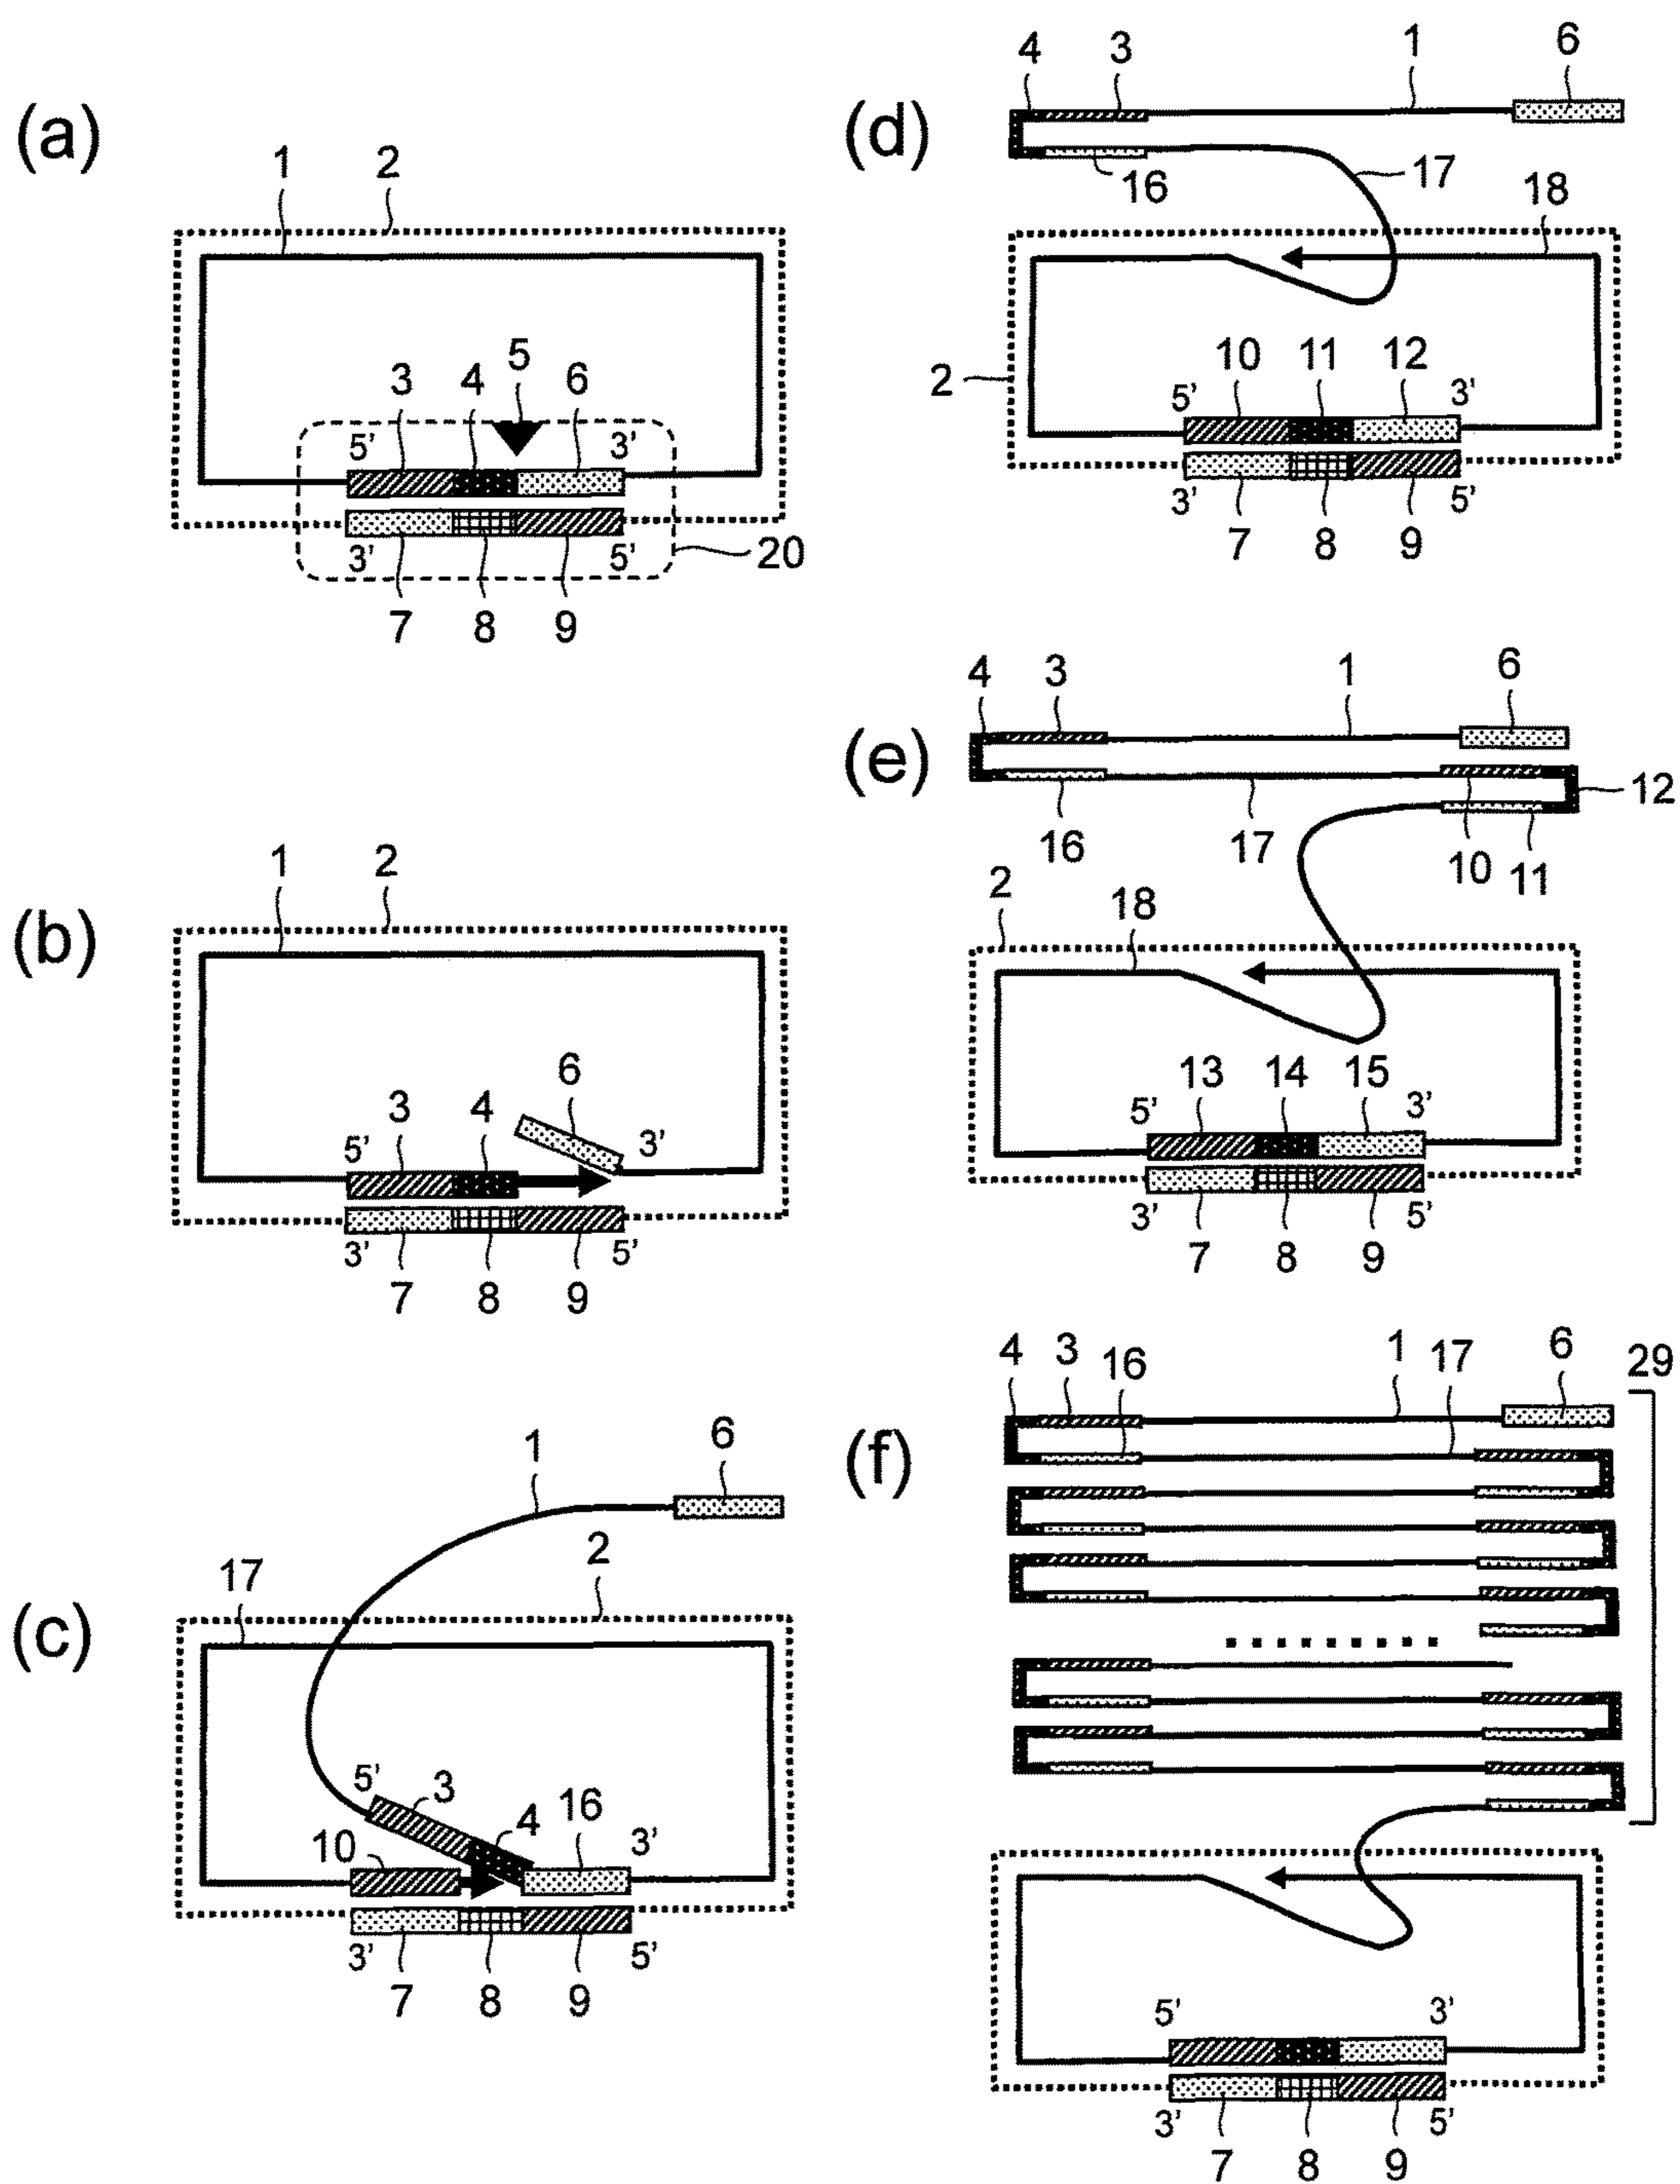 (a)
1 2
3 4 5 6
5' 3'
3' 5'
20
7 8 9
(b)
1 2
6
3 4
5' 3'
3' 5'
7 8 9
(c)
1 6
17 2
5' 3 4 16 3'
10
3' 5'
7 8 9
(d)
4 3 1 6
16 17 18
2
10 11 12
5' 3'
3' 5'
7 8 9
(e)
4 3 1 6
12
16 17 10 11
2 18
13 14 15
5' 3'
3' 5'
7 8 9
(f)
4 3 16 1 17 6 29
5' 3'
3' 5'
7 8 9